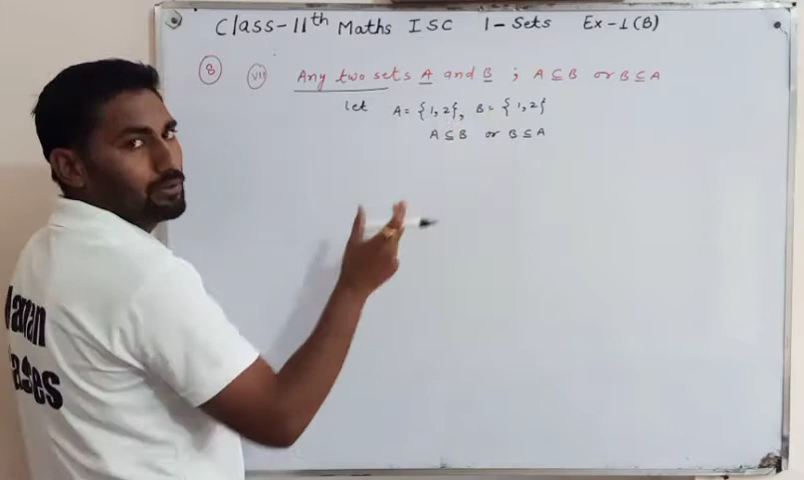 Class-11th Maths ISC 1-Sets Ex-1(B)
8 VII Any two sets A and B ; A ⊆ B or B ⊆ A
let A = {1, 2}, B = {1, 2}
A ⊆ B or B ⊆ A